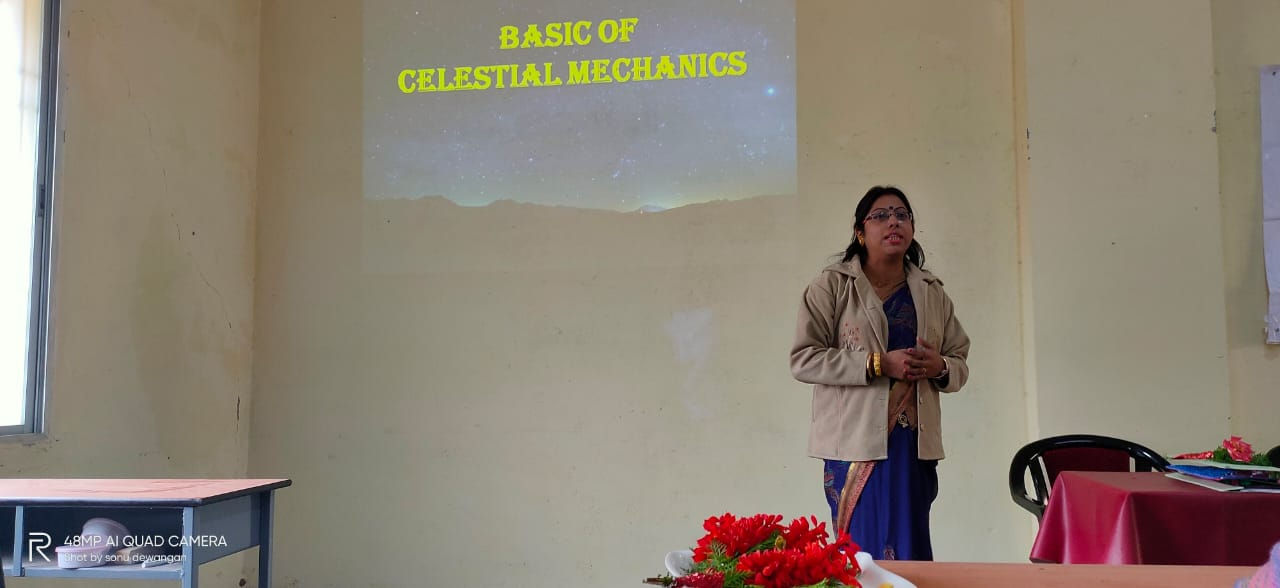 BASIC OF
CELESTIAL MECHANICS
R 48MP AI QUAD CAMERA
Shot by sonu dewangan